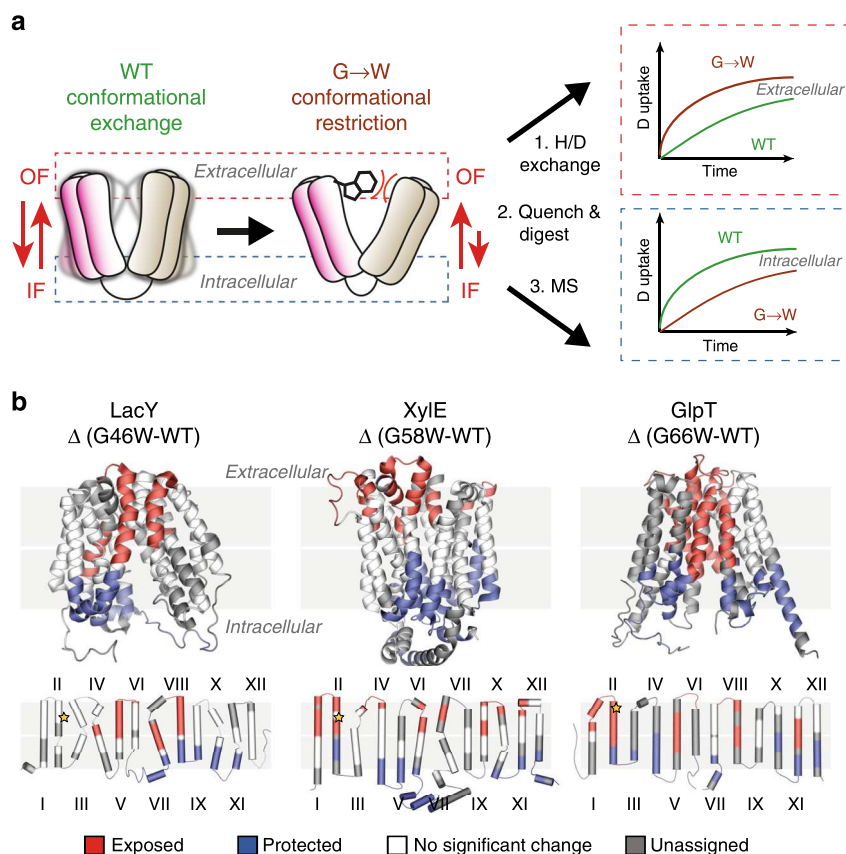 a
WT
conformational
exchange
G→W
conformational
restriction
OF
IF
Extracellular
Intracellular
OF
IF
1. H/D
exchange
2. Quench &
digest
3. MS
D uptake
G→W
Extracellular
WT
Time
D uptake
WT
Intracellular
G→W
Time
b
LacY
Δ (G46W-WT)
XylE
Δ (G58W-WT)
GlpT
Δ (G66W-WT)
Extracellular
Intracellular
II IV VI VIII X XII
I III V VII IX XI
II IV VI VIII X XII
I III V VII IX XI
II IV VI VIII X XII
I III V VII IX XI
Exposed
Protected
No significant change
Unassigned